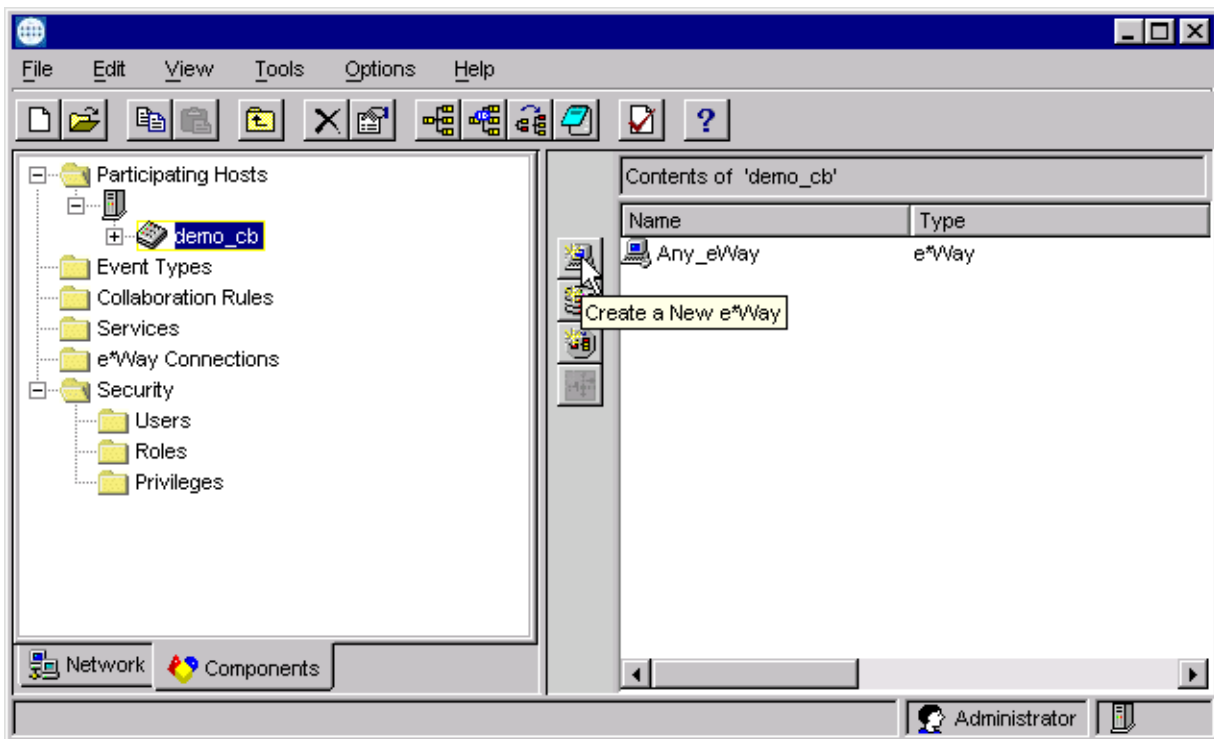 File Edit View Tools Options Help
?
Participating Hosts
demo_cb
Event Types
Collaboration Rules
Services
e*Way Connections
Security
Users
Roles
Privileges
Network Components
Contents of 'demo_cb'
Name Type
Any_eWay e*Way
Create a New e*Way
Administrator